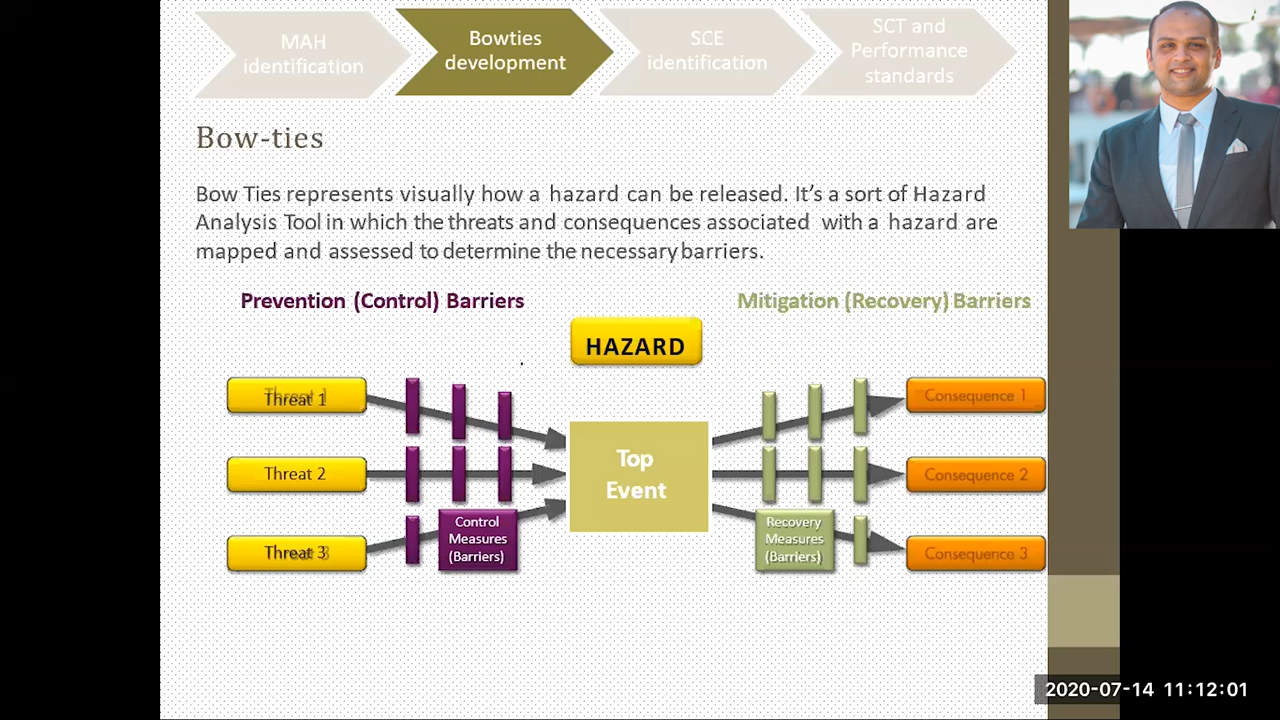 MAH
identification
Bowties
development
SCE
identification
SCT and
Performance
standards
Bow-ties
Bow Ties represents visually how a hazard can be released. It’s a sort of Hazard
Analysis Tool in which the threats and consequences associated with a hazard are
mapped and assessed to determine the necessary barriers.
Prevention (Control) Barriers
Mitigation (Recovery) Barriers
HAZARD
Threat 1
Consequence 1
Top
Event
Threat 2
Consequence 2
Control
Measures
(Barriers)
Recovery
Measures
(Barriers)
Threat 3
Consequence 3
2020-07-14 11:12:01